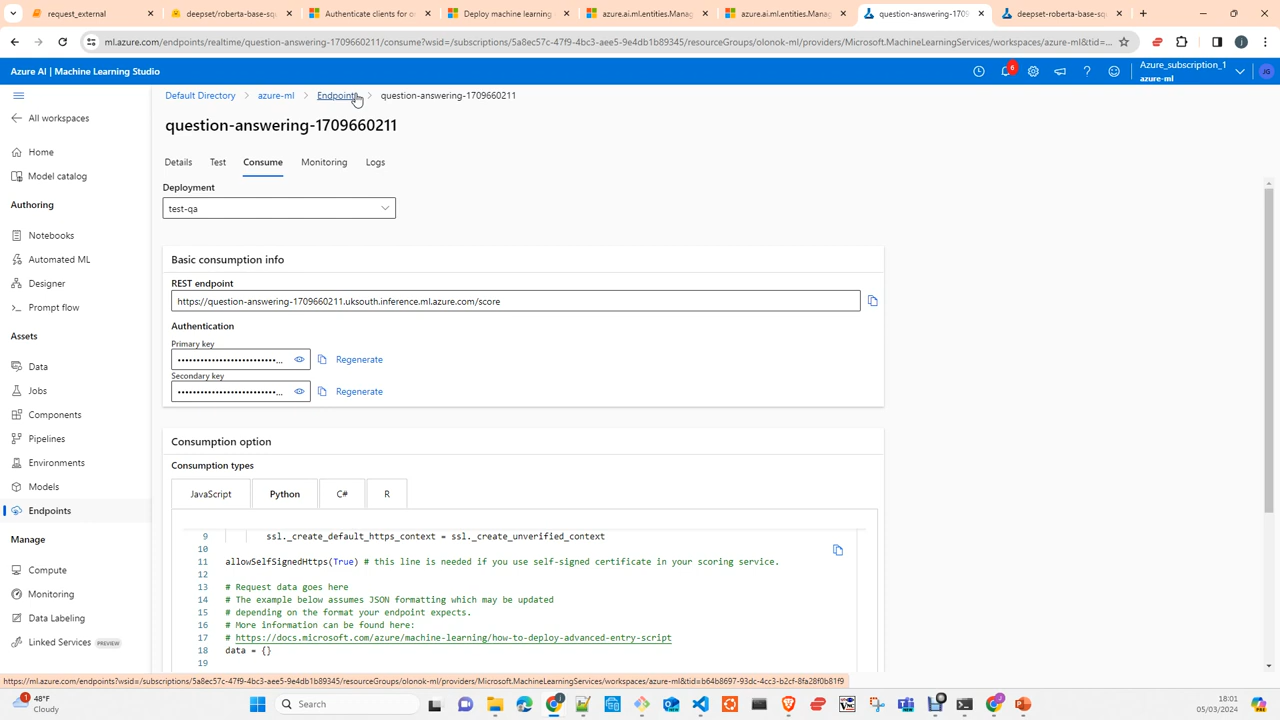 request_external
deepset/roberta-base-sq
Authenticate clients for o
Deploy machine learning
azure.ai.ml.entities.Manag
azure.ai.ml.entities.Manag
question-answering-1709
deepset-roberta-base-sq
ml.azure.com/endpoints/realtime/question-answering-1709660211/consume?wsid=/subscriptions/5a8ec57c-47f9-4bc3-aee5-9e4db1b89345/resourceGroups/olonok-ml/providers/Microsoft.MachineLearningServices/workspaces/azure-ml&tid=...
Azure AI | Machine Learning Studio
6
Azure_subscription_1
azure-ml
JG
Default Directory > azure-ml > Endpoints > question-answering-1709660211
All workspaces
question-answering-1709660211
Home
Model catalog
Details Test Consume Monitoring Logs
Authoring
Deployment
test-qa
Notebooks
Automated ML
Designer
Prompt flow
Basic consumption info
REST endpoint
https://question-answering-1709660211.uksouth.inference.ml.azure.com/score
Authentication
Assets
Primary key
Regenerate
Data
Secondary key
Regenerate
Jobs
Components
Pipelines
Environments
Models
Endpoints
Consumption option
Consumption types
JavaScript Python C# R
Manage
9 ssl._create_default_https_context = ssl._create_unverified_context
10
11 allowSelfSignedHttps(True) # this line is needed if you use self-signed certificate in your scoring service.
12
13 # Request data goes here
14 # The example below assumes JSON formatting which may be updated
15 # depending on the format your endpoint expects.
16 # More information can be found here:
17 # https://docs.microsoft.com/azure/machine-learning/how-to-deploy-advanced-entry-script
18 data = {}
19
Compute
Monitoring
Data Labeling
Linked Services PREVIEW
https://ml.azure.com/endpoints?wsid=/subscriptions/5a8ec57c-47f9-4bc3-aee5-9e4db1b89345/resourceGroups/olonok-ml/providers/Microsoft.MachineLearningServices/workspaces/azure-ml&tid=b64b8697-93dc-4cc3-b2cf-8fa28f0b81f9
1
48°F
Cloudy
Search
18:01
05/03/2024